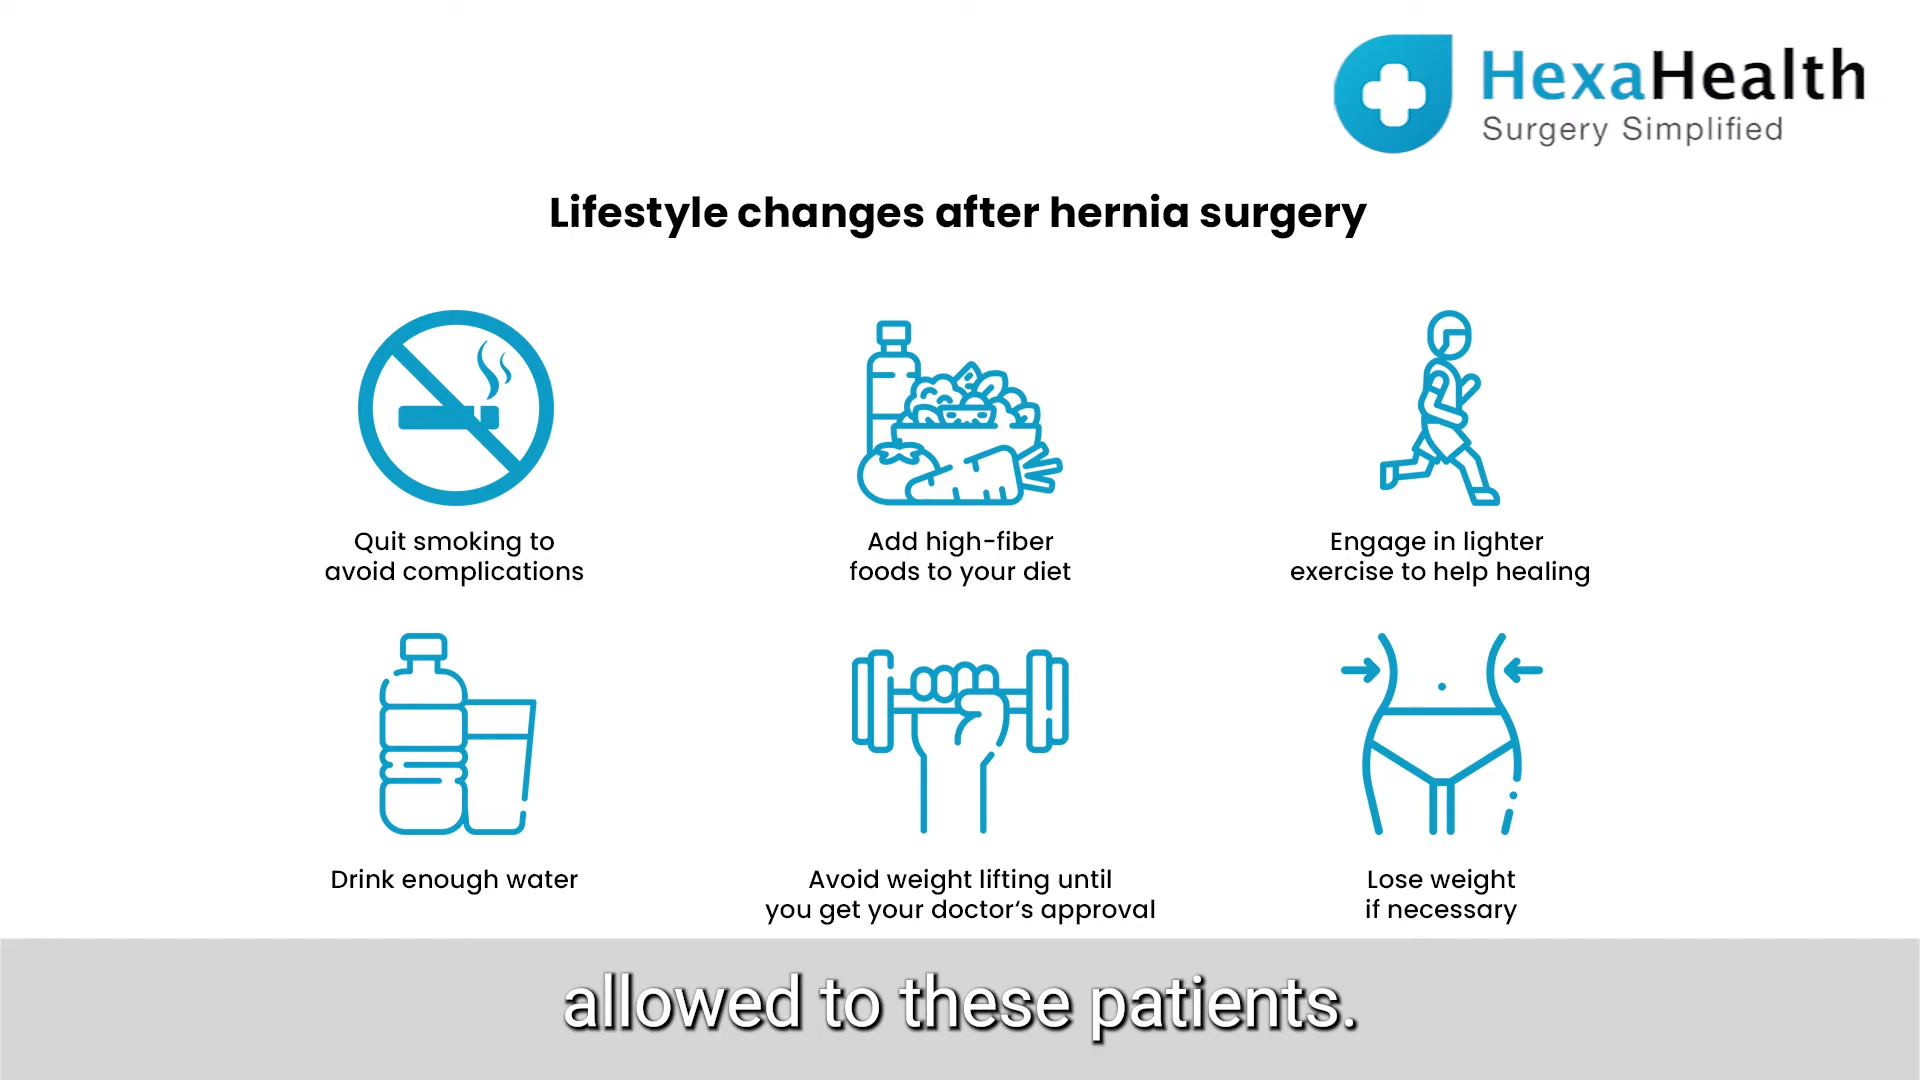 HexaHealth
Surgery Simplified
Lifestyle changes after hernia surgery
Quit smoking to
avoid complications
Add high-fiber
foods to your diet
Engage in lighter
exercise to help healing
Drink enough water
Avoid weight lifting until
you get your doctor‘s approval
Lose weight
if necessary
allowed to these patients.